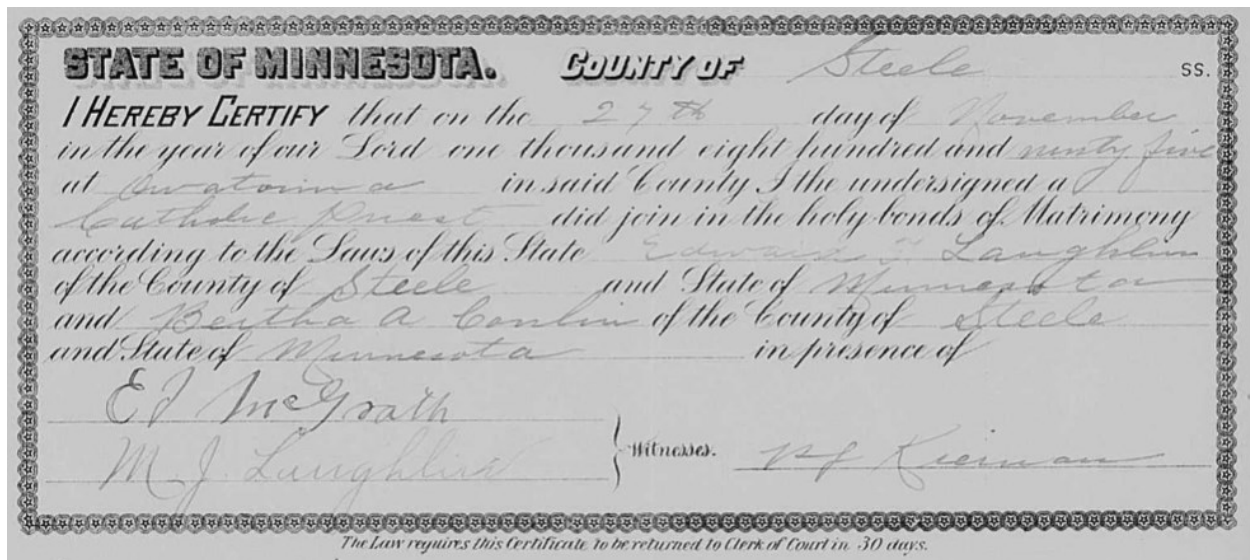 STATE OF MINNESOTA. COUNTY OF Steele SS.
I HEREBY CERTIFY that on the 27th day of November
in the year of our Lord one thousand eight hundred and ninty five
at Owatonna in said County I the undersigned a
Catholic Priest did join in the holy bonds of Matrimony
according to the Laws of this State Edward Laughlin
of the County of Steele and State of Minnesota
and Bertha A Conlin of the County of Steele
and State of Minnesota in presence of
McGrath
M. J. Laughlin
Witnesses. Kiernan
The Law requires this Certificate to be returned to Clerk of Court in 30 days.